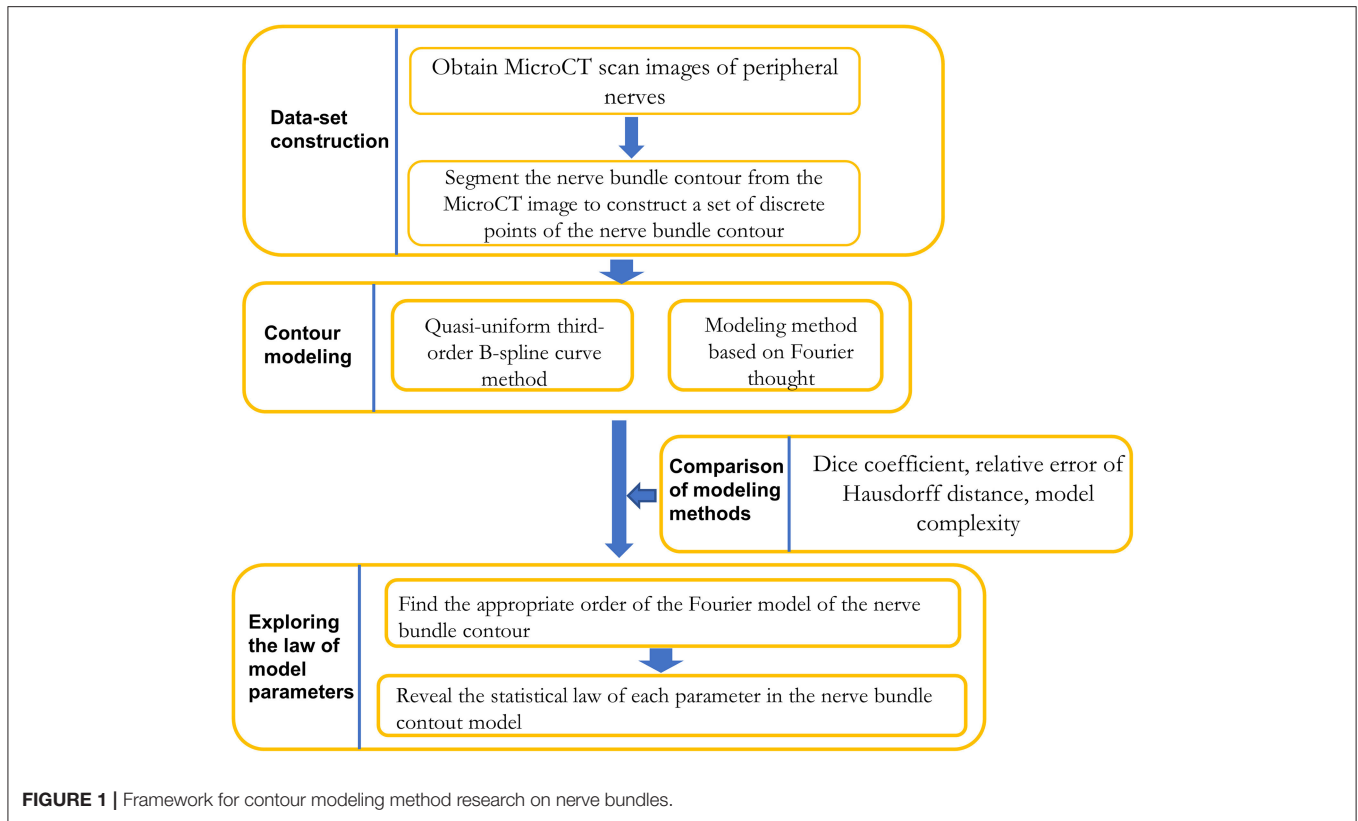 Data-set
construction
Obtain MicroCT scan images of peripheral
nerves
Segment the nerve bundle contour from the
MicroCT image to construct a set of discrete
points of the nerve bundle contour
Contour
modeling
Quasi-uniform third-
order B-spline curve
method
Modeling method
based on Fourier
thought
Comparison
of modeling
methods
Dice coefficient, relative error of
Hausdorff distance, model
complexity
Exploring
the law of
model
parameters
Find the appropriate order of the Fourier model of the nerve
bundle contour
Reveal the statistical law of each parameter in the nerve bundle
contout model
FIGURE 1 | Framework for contour modeling method research on nerve bundles.